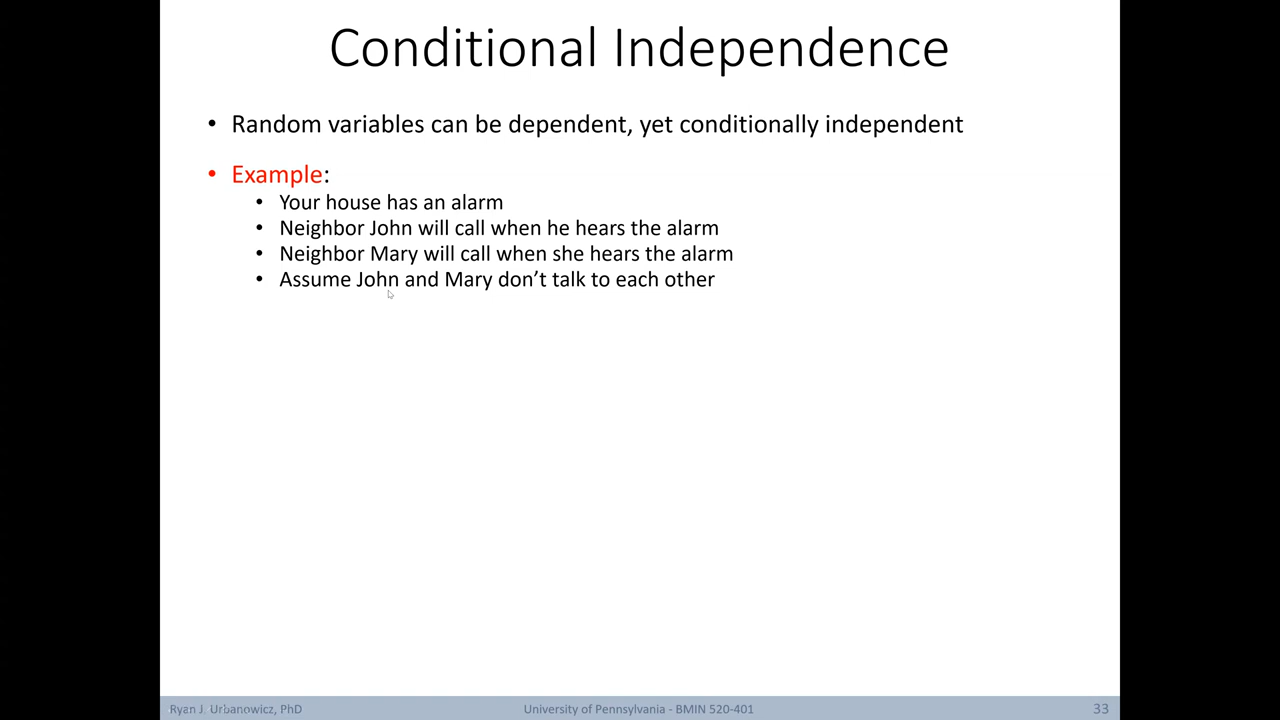 Conditional Independence
• Random variables can be dependent, yet conditionally independent
• Example:
• Your house has an alarm
• Neighbor John will call when he hears the alarm
• Neighbor Mary will call when she hears the alarm
• Assume John and Mary don’t talk to each other
Ryan J. Urbanowicz, PhD University of Pennsylvania - BMIN 520-401 33